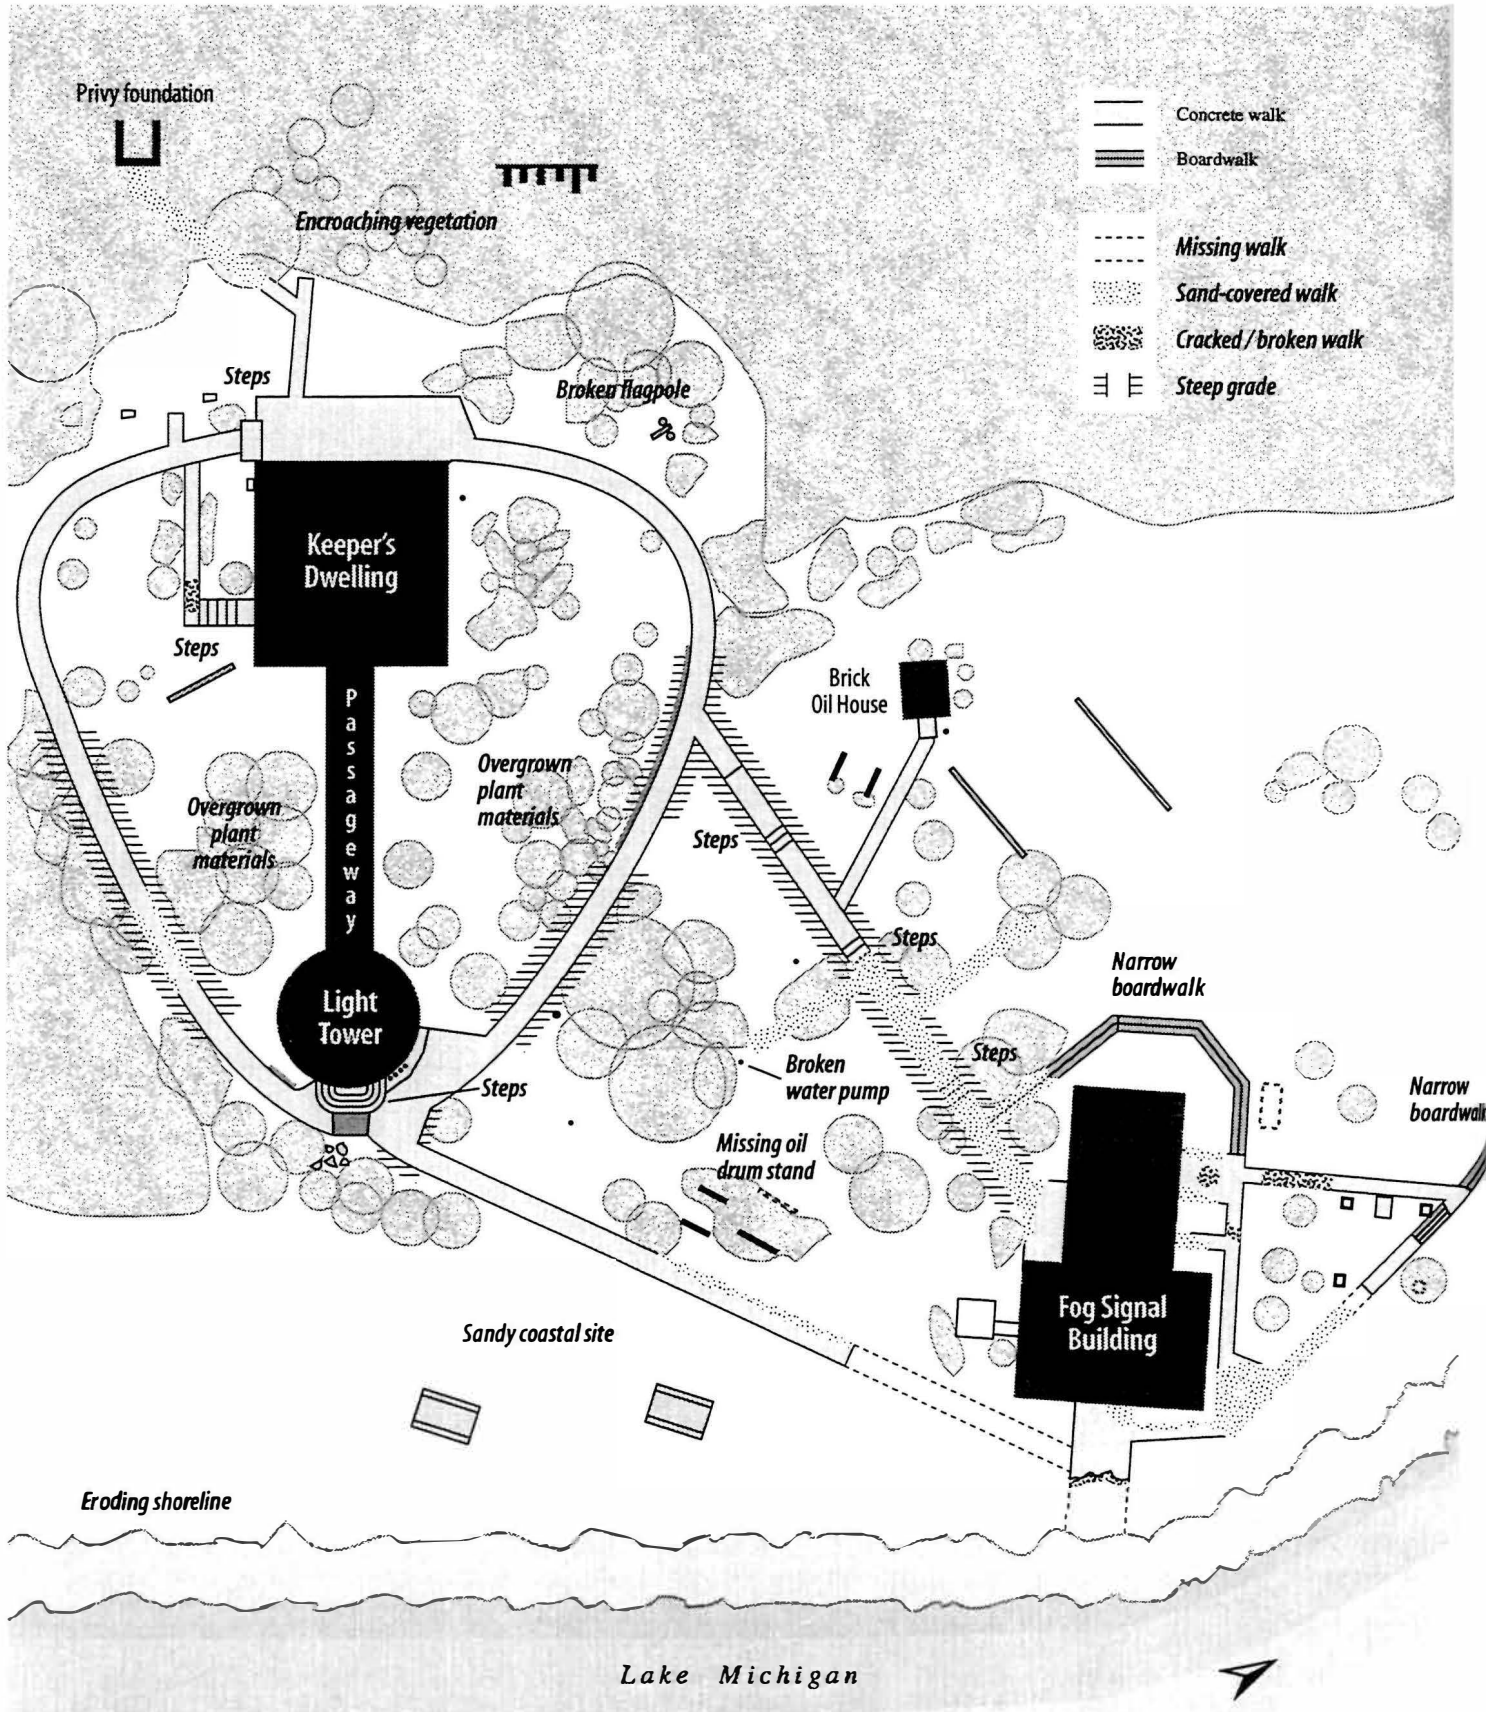 Privy foundation
Concrete walk
Boardwalk
Encroaching vegetation
Missing walk
Sand-covered walk
Cracked / broken walk
Steep grade
Steps
Broken flagpole
Keeper's
Dwelling
Steps
Passageway
Brick
Oil House
Overgrown
plant
materials
Overgrown
plant
materials
Steps
Steps
Narrow
boardwalk
Light
Tower
Steps
Steps
Broken
water pump
Narrow
boardwalk
Missing oil
drum stand
Fog Signal
Building
Sandy coastal site
Eroding shoreline
Lake Michigan